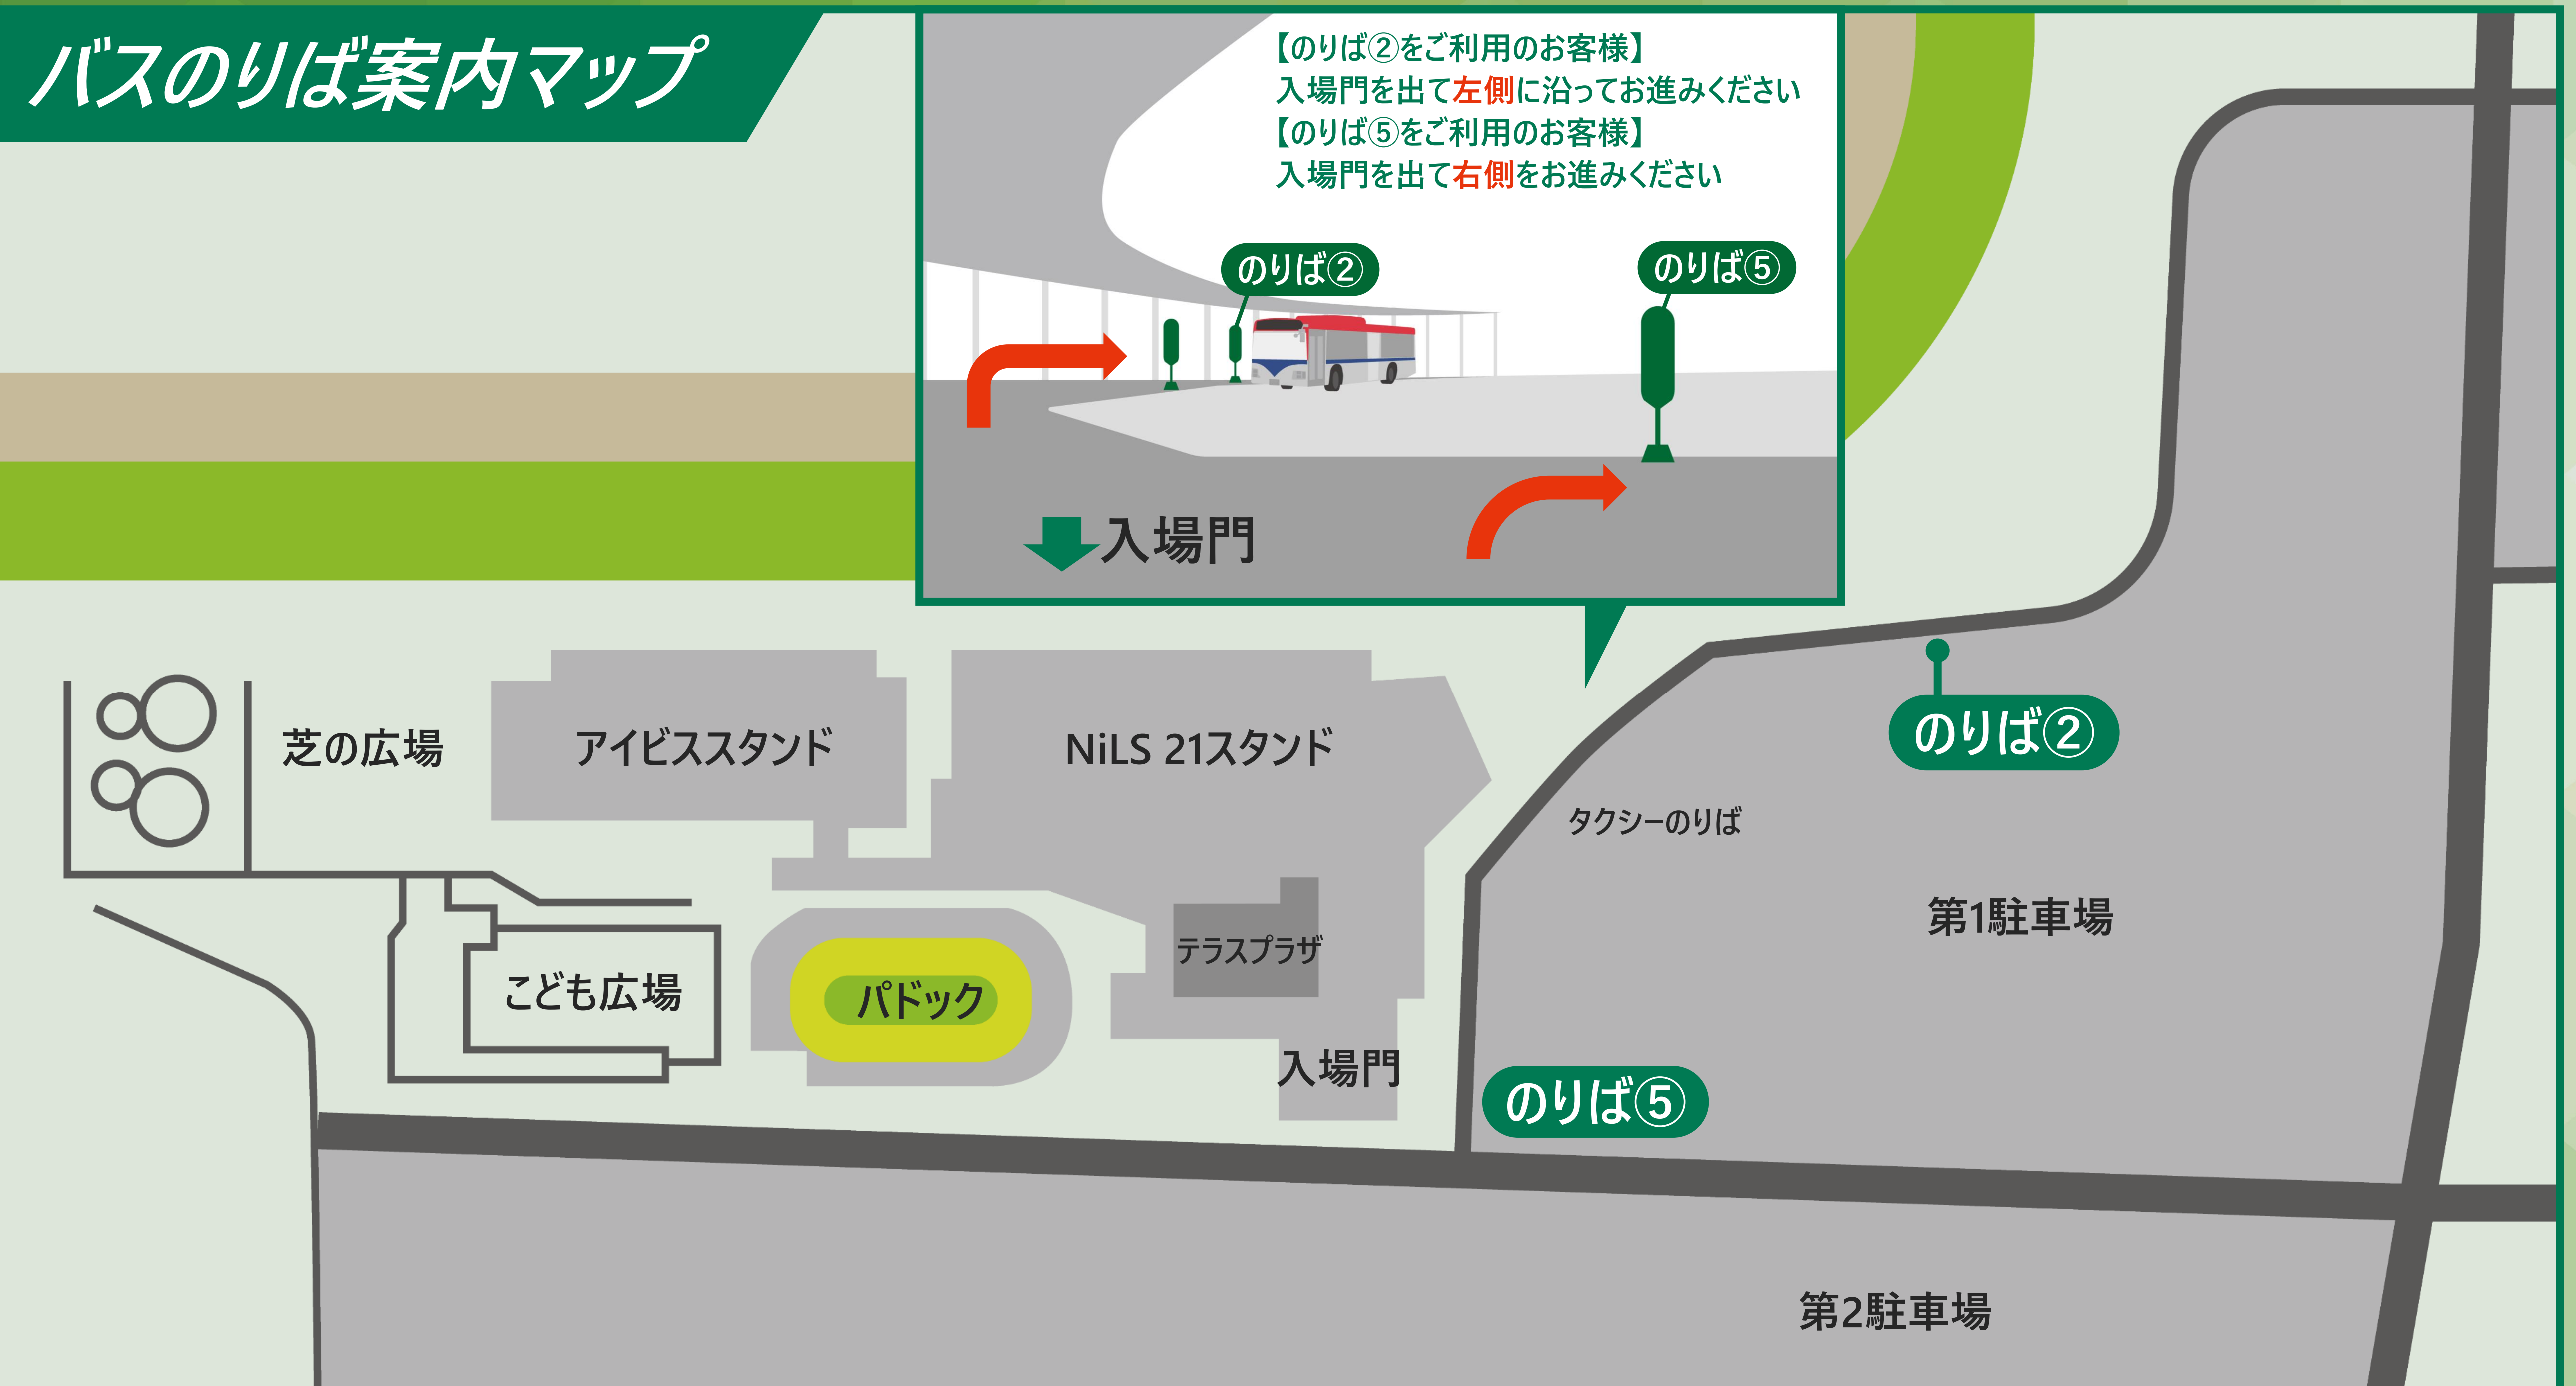 バスのりば案内マップ
【のりば②をご利用のお客様】
入場門を出て左側に沿ってお進みください
【のりば⑤をご利用のお客様】
入場門を出て右側をお進みください
のりば②
のりば⑤
入場門
芝の広場
アイビススタンド
NiLS 21スタンド
のりば②
タクシーのりば
第1駐車場
テラスプラザ
こども広場
パドック
入場門
のりば⑤
第2駐車場